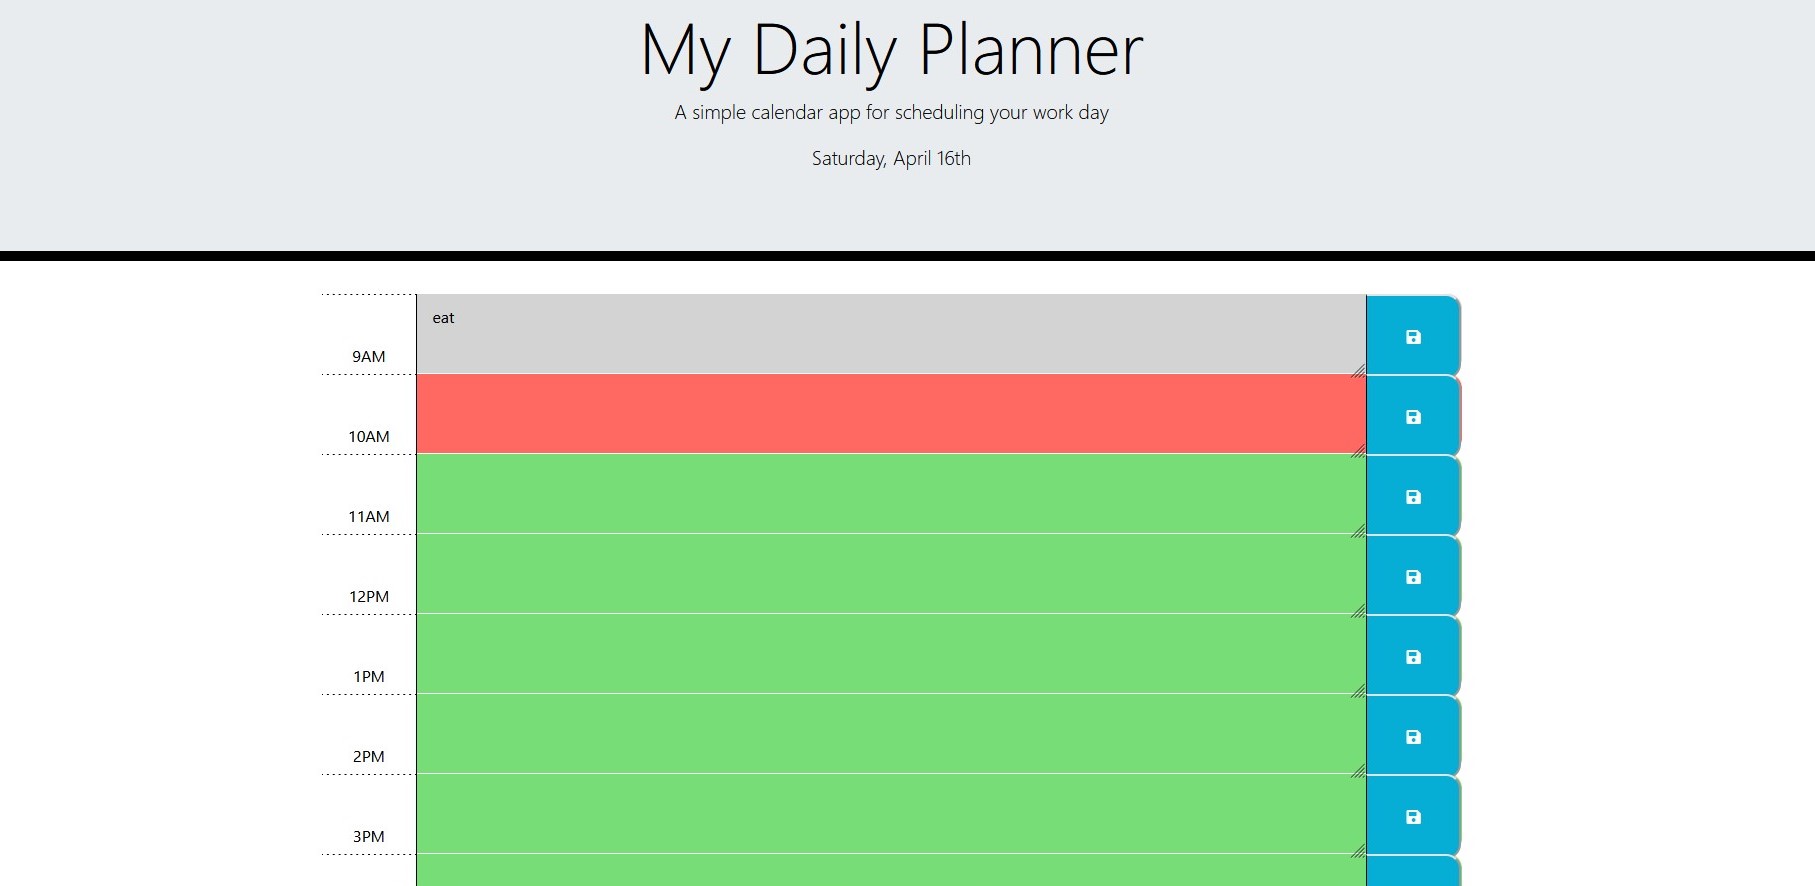 My Daily Planner
A simple calendar app for scheduling your work day
Saturday, April 16th
eat
9AM
10AM
11AM
12PM
1PM
2PM
3PM